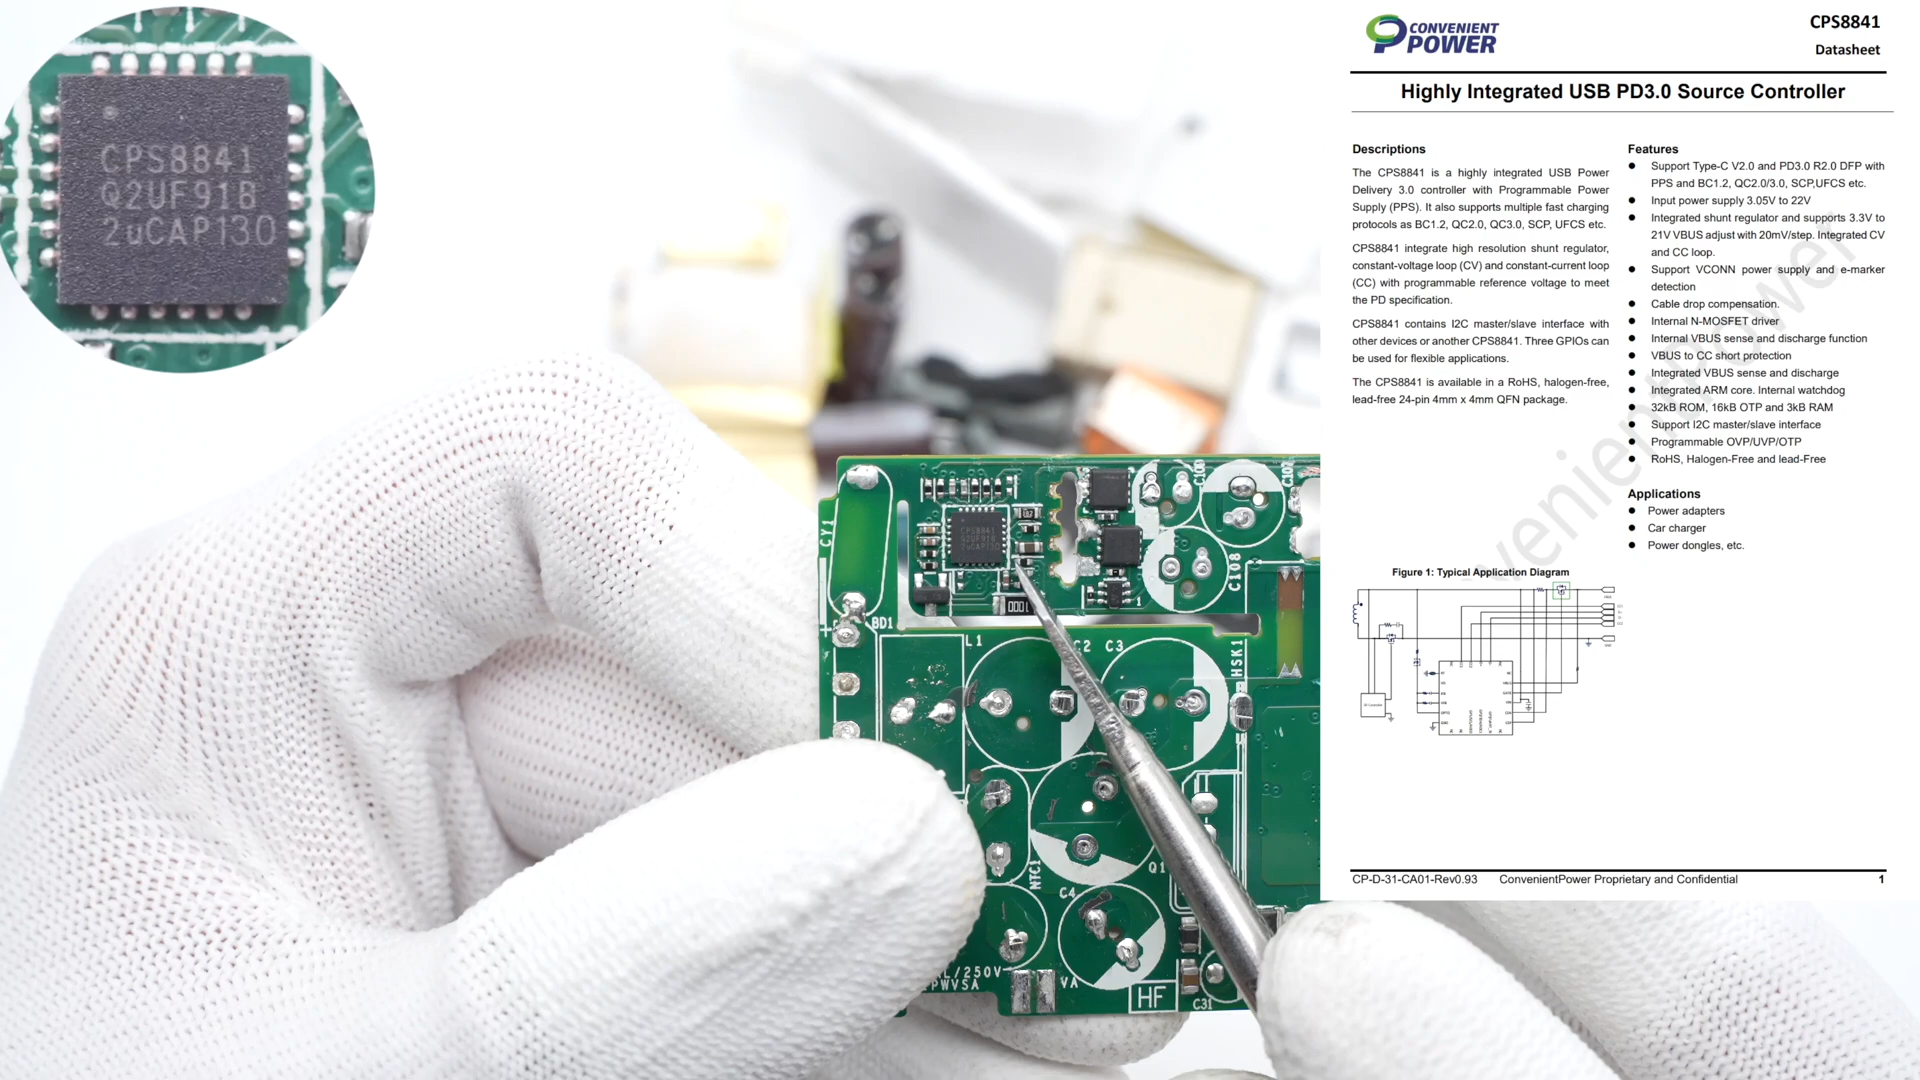 CPS8841
Q2UF91B
2uCAP130
CONVENIENT
POWER
CPS8841
Datasheet
Highly Integrated USB PD3.0 Source Controller
Descriptions
The CPS8841 is a highly integrated USB Power
Delivery 3.0 controller with Programmable Power
Supply (PPS). It also supports multiple fast charging
protocols as BC1.2, QC2.0, QC3.0, SCP, UFCS etc.
CPS8841 integrate high resolution shunt regulator,
constant-voltage loop (CV) and constant-current loop
(CC) with programmable reference voltage to meet
the PD specification.
CPS8841 contains I2C master/slave interface with
other devices or another CPS8841. Three GPIOs can
be used for flexible applications.
The CPS8841 is available in a RoHS, halogen-free,
lead-free 24-pin 4mm x 4mm QFN package.
Features
● Support Type-C V2.0 and PD3.0 R2.0 DFP with
PPS and BC1.2, QC2.0/3.0, SCP,UFCS etc.
● Input power supply 3.05V to 22V
● Integrated shunt regulator and supports 3.3V to
21V VBUS adjust with 20mV/step. Integrated CV
and CC loop.
● Support VCONN power supply and e-marker
detection
● Cable drop compensation.
● Internal N-MOSFET driver
● Internal VBUS sense and discharge function
● VBUS to CC short protection
● Integrated VBUS sense and discharge
● Integrated ARM core. Internal watchdog
● 32kB ROM, 16kB OTP and 3kB RAM
● Support I2C master/slave interface
● Programmable OVP/UVP/OTP
● RoHS, Halogen-Free and lead-Free
Applications
● Power adapters
● Car charger
● Power dongles, etc.
Figure 1: Typical Application Diagram
CP-D-31-CA01-Rev0.93 ConvenientPower Proprietary and Confidential 1
venientPower
CY1
CPS8841
Q2UF91B
2uCAP130
C108
BD1
L1
C2
C3
HSK1
NTC1
Q1
C4
L/250V
PWVSA
VA
HF
C31